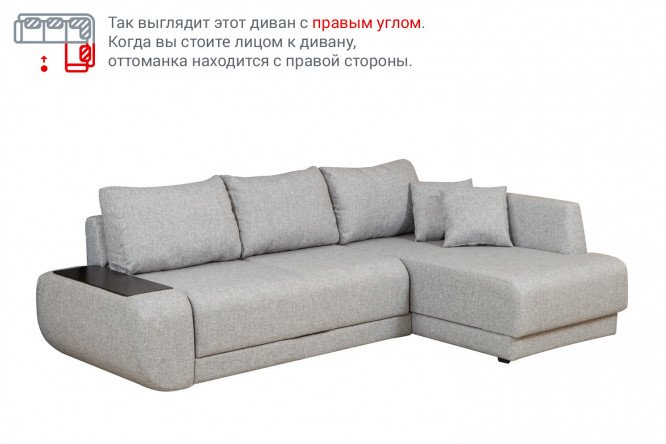 Так выглядит этот диван с правым углом.
Когда вы стоите лицом к дивану,
оттоманка находится с правой стороны.